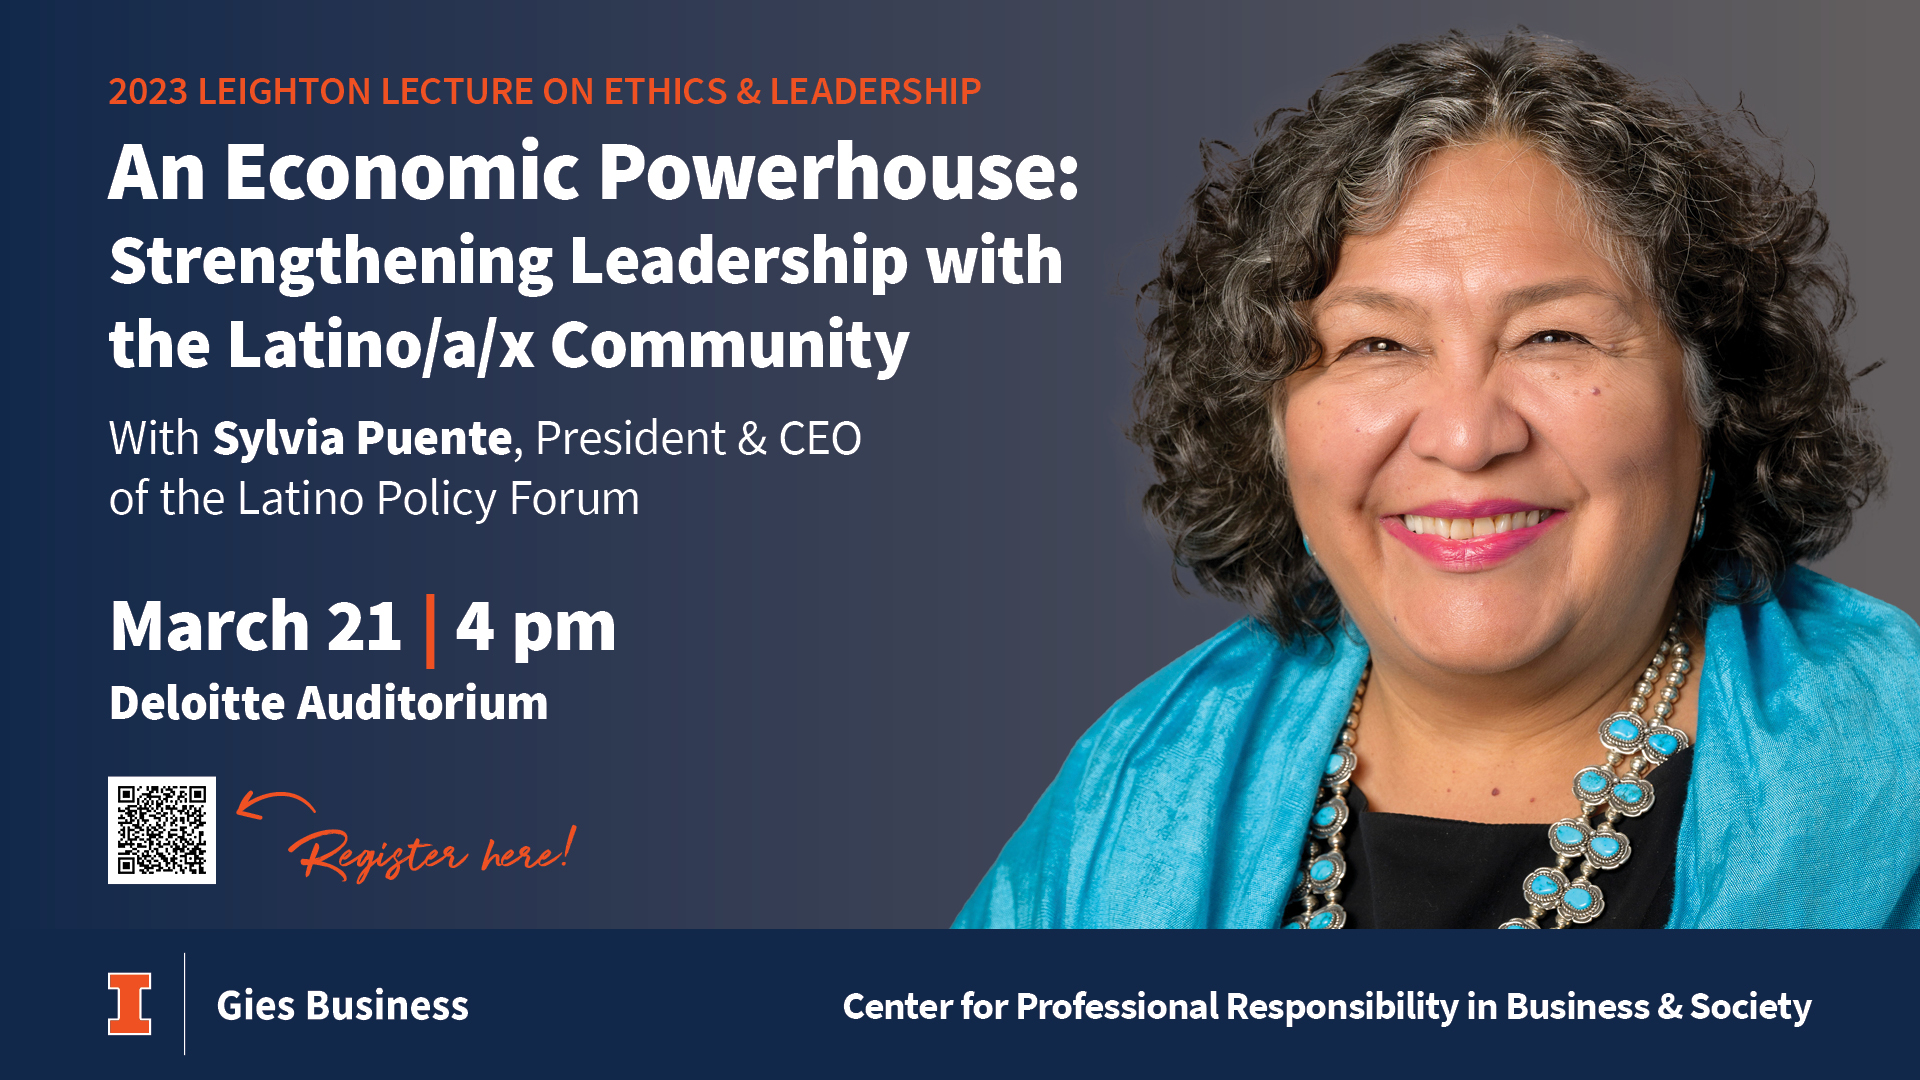 2023 LEIGHTON LECTURE ON ETHICS & LEADERSHIP
An Economic Powerhouse:
Strengthening Leadership with
the Latino/a/x Community
With Sylvia Puente, President & CEO
of the Latino Policy Forum
March 21 | 4 pm
Deloitte Auditorium
Register here!
I
Gies Business
Center for Professional Responsibility in Business & Society